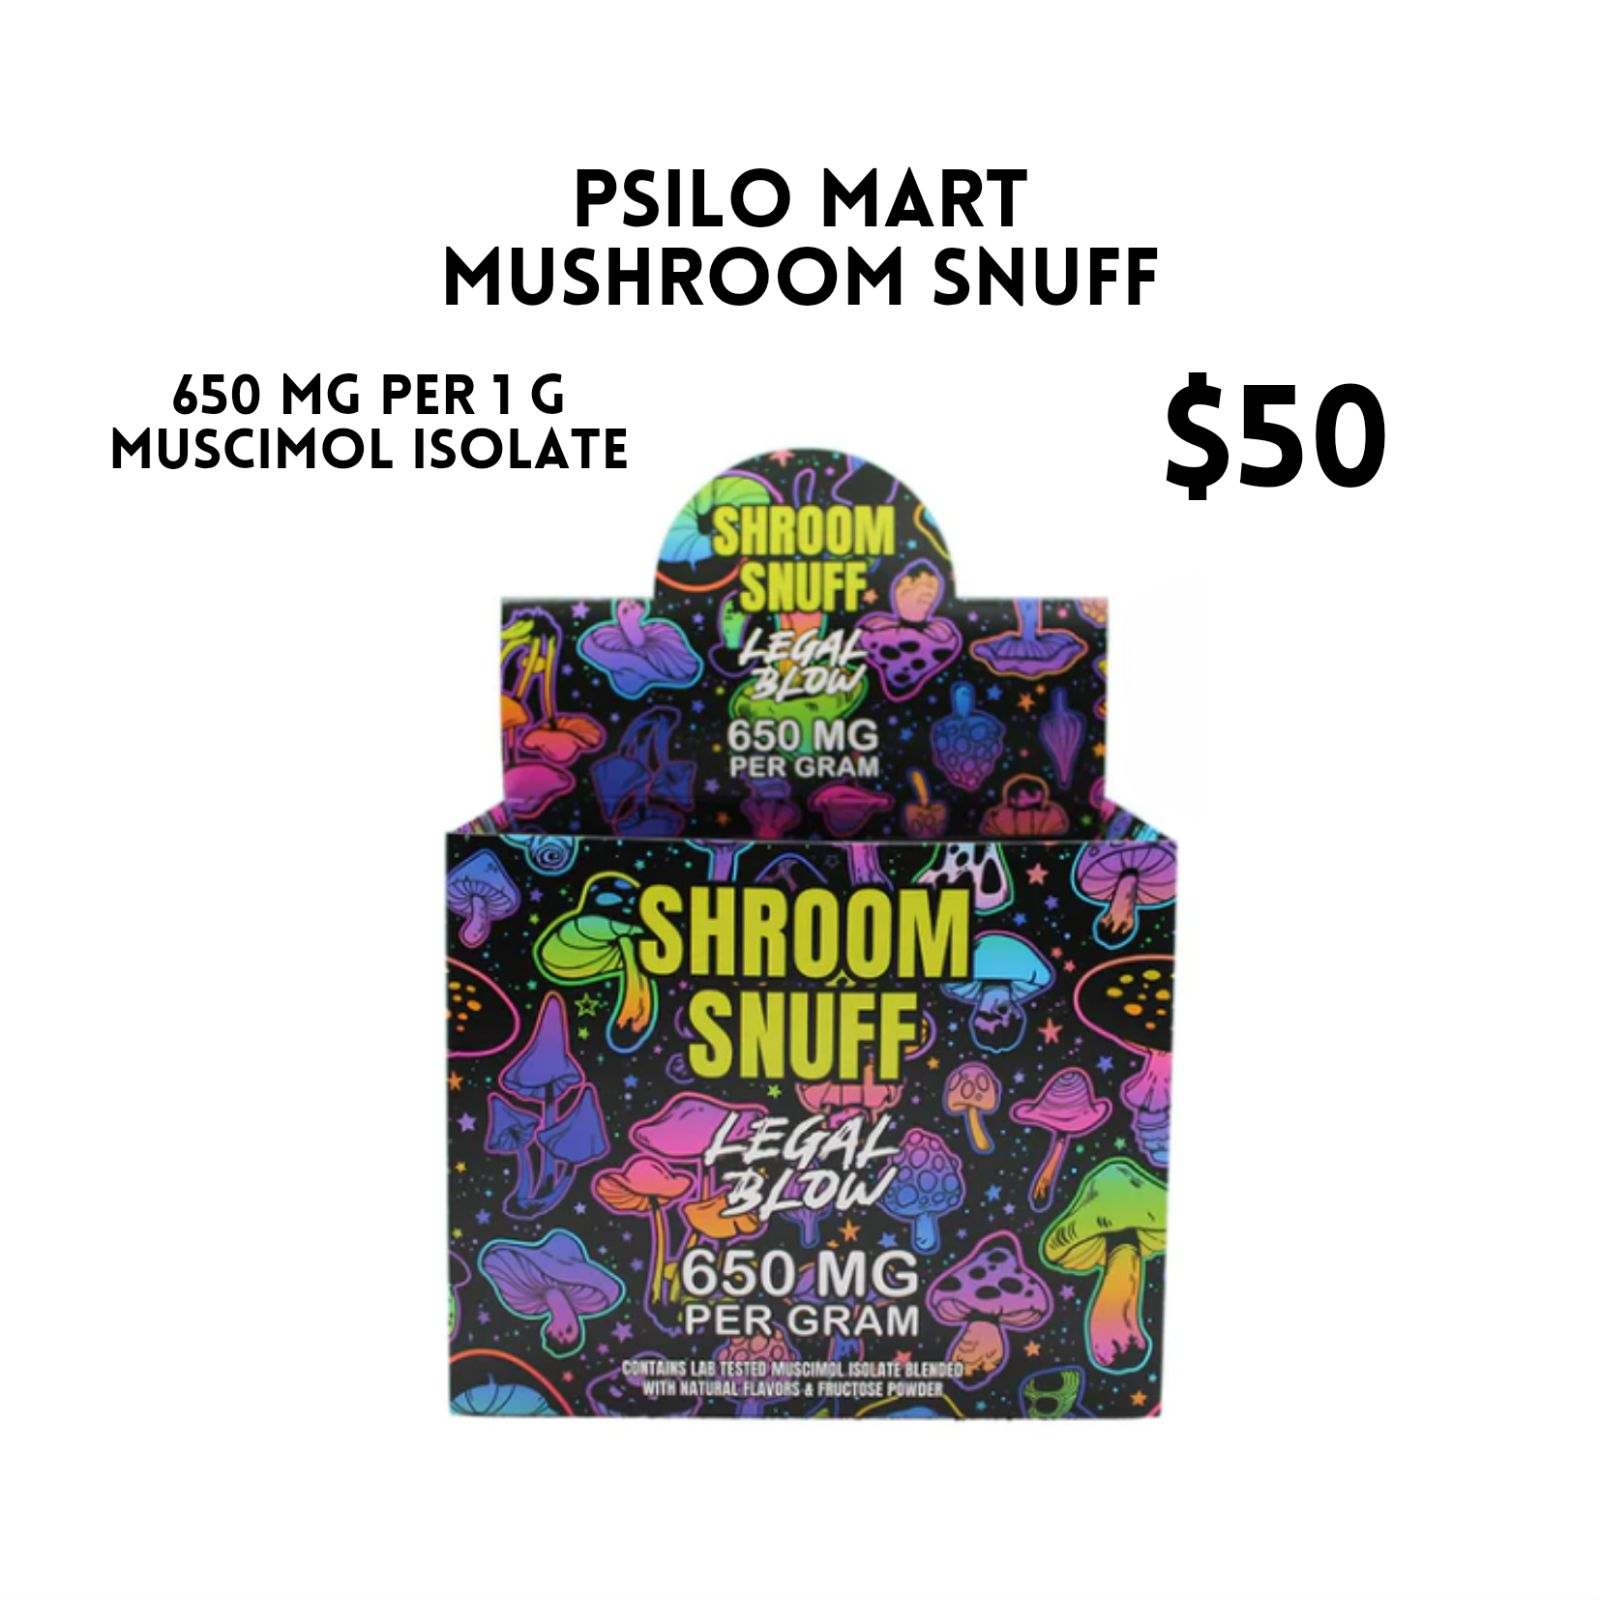 PSILO MART
MUSHROOM SNUFF
650 MG PER 1 G
MUSCIMOL ISOLATE
$50
SHROOM
SNUFF
LEGAL
BLOW
650 MG
PER GRAM
SHROOM
SNUFF
LEGAL
BLOW
650 MG
PER GRAM
CONTAINS LAB TESTED MUSCIMOL ISOLATE BLENDED
WITH NATURAL FLAVORS & FRUCTOSE POWDER